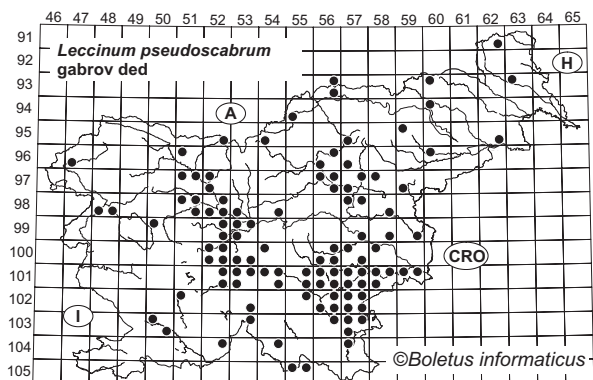 46 47 48 49 50 51 52 53 54 55 56 57 58 59 60 61 62 63 64 65
91
Leccinum pseudoscabrum
gabrov ded
92
H
93
94
A
95
96
97
98
99
100
CRO
101
102
I
103
104
©Boletus informaticus
105